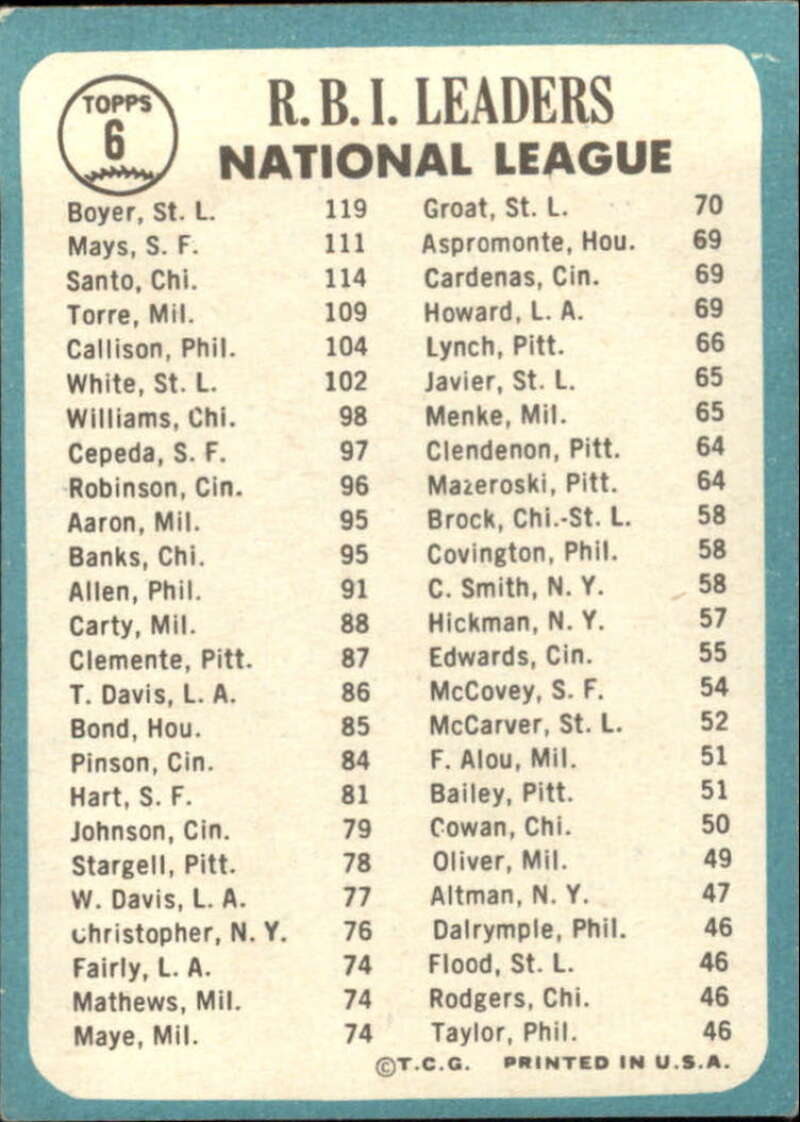 TOPPS
6
R. B. I. LEADERS
NATIONAL LEAGUE
Boyer, St. L. 119
Mays, S. F. 111
Santo, Chi. 114
Torre, Mil. 109
Callison, Phil. 104
White, St. L. 102
Williams, Chi. 98
Cepeda, S. F. 97
Robinson, Cin. 96
Aaron, Mil. 95
Banks, Chi. 95
Allen, Phil. 91
Carty, Mil. 88
Clemente, Pitt. 87
T. Davis, L. A. 86
Bond, Hou. 85
Pinson, Cin. 84
Hart, S. F. 81
Johnson, Cin. 79
Stargell, Pitt. 78
W. Davis, L. A. 77
Christopher, N. Y. 76
Fairly, L. A. 74
Mathews, Mil. 74
Maye, Mil. 74
Groat, St. L. 70
Aspromonte, Hou. 69
Cardenas, Cin. 69
Howard, L. A. 69
Lynch, Pitt. 66
Javier, St. L. 65
Menke, Mil. 65
Clendenon, Pitt. 64
Mazeroski, Pitt. 64
Brock, Chi.-St. L. 58
Covington, Phil. 58
C. Smith, N. Y. 58
Hickman, N. Y. 57
Edwards, Cin. 55
McCovey, S. F. 54
McCarver, St. L. 52
F. Alou, Mil. 51
Bailey, Pitt. 51
Cowan, Chi. 50
Oliver, Mil. 49
Altman, N. Y. 47
Dalrymple, Phil. 46
Flood, St. L. 46
Rodgers, Chi. 46
Taylor, Phil. 46
©T.C.G. PRINTED IN U.S.A.